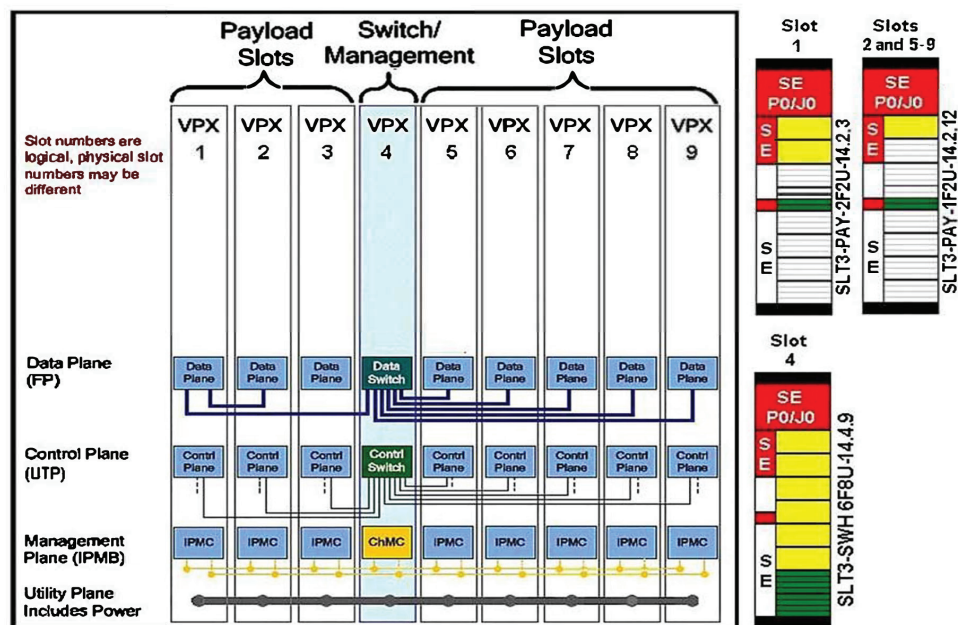 Payload
Slots
Switch/
Management
Payload
Slots
Slot numbers are
logical, physical slot
numbers may be
different
VPX
1
VPX
2
VPX
3
VPX
4
VPX
5
VPX
6
VPX
7
VPX
8
VPX
9
Data Plane
(FP)
Data
Plane
Data
Plane
Data
Plane
Data
Switch
Data
Plane
Data
Plane
Data
Plane
Data
Plane
Data
Plane
Control Plane
(UTP)
Contrl
Plane
Contrl
Plane
Contrl
Plane
Contrl
Switch
Contrl
Plane
Contrl
Plane
Contrl
Plane
Contrl
Plane
Contrl
Plane
Management
Plane (IPMB)
IPMC
IPMC
IPMC
ChMC
IPMC
IPMC
IPMC
IPMC
IPMC
Utility Plane
Includes Power
Slot
1
SE
P0/J0
S
E
S
E
SLT3-PAY-2F2U-14.2.3
Slots
2 and 5-9
SE
P0/J0
S
E
S
E
SLT3-PAY-1F2U-14.2.12
Slot
4
SE
P0/J0
S
E
S
E
SLT3-SWH 6F8U-14.4.9